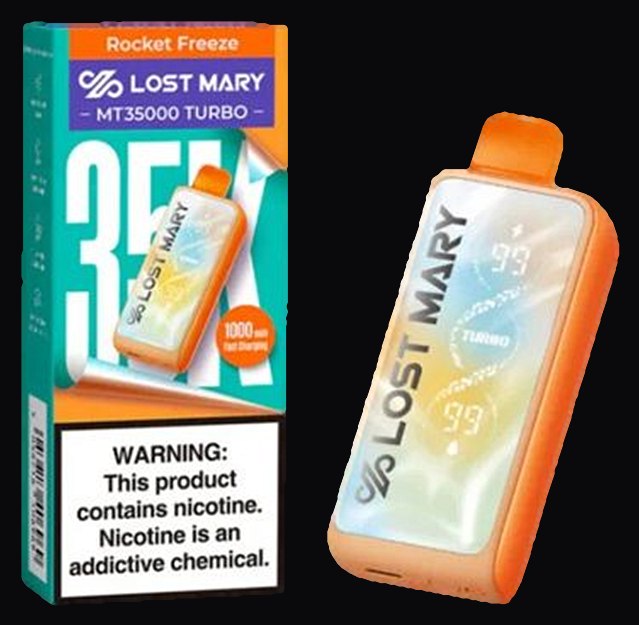 Rocket Freeze
LOST MARY
– MT35000 TURBO –
35K
LOST MARY
1000 mAh
Fast Charging
WARNING:
This product
contains nicotine.
Nicotine is an
addictive chemical.
LOST MARY
99
TURBO
99